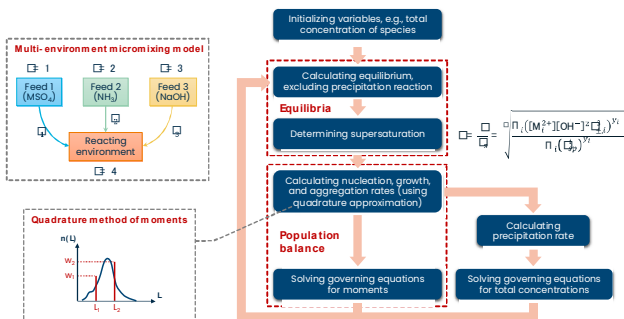 Multi-environment micromixing model
= 1
= 2
= 3
Feed 1
(MSO₄)
Feed 2
(NH₃)
Feed 3
(NaOH)
Reacting
environment
= 4
Quadrature method of moments
n(L)
w₂
w₁
L₁
L₂
L
Initializing variables, e.g., total
concentration of species
Calculating equilibrium,
excluding precipitation reaction
Equilibria
Determining supersaturation
Calculating nucleation, growth,
and aggregation rates (using
quadrature approximation)
Population
balance
Solving governing equations
for moments
Calculating
precipitation rate
Solving governing equations
for total concentrations